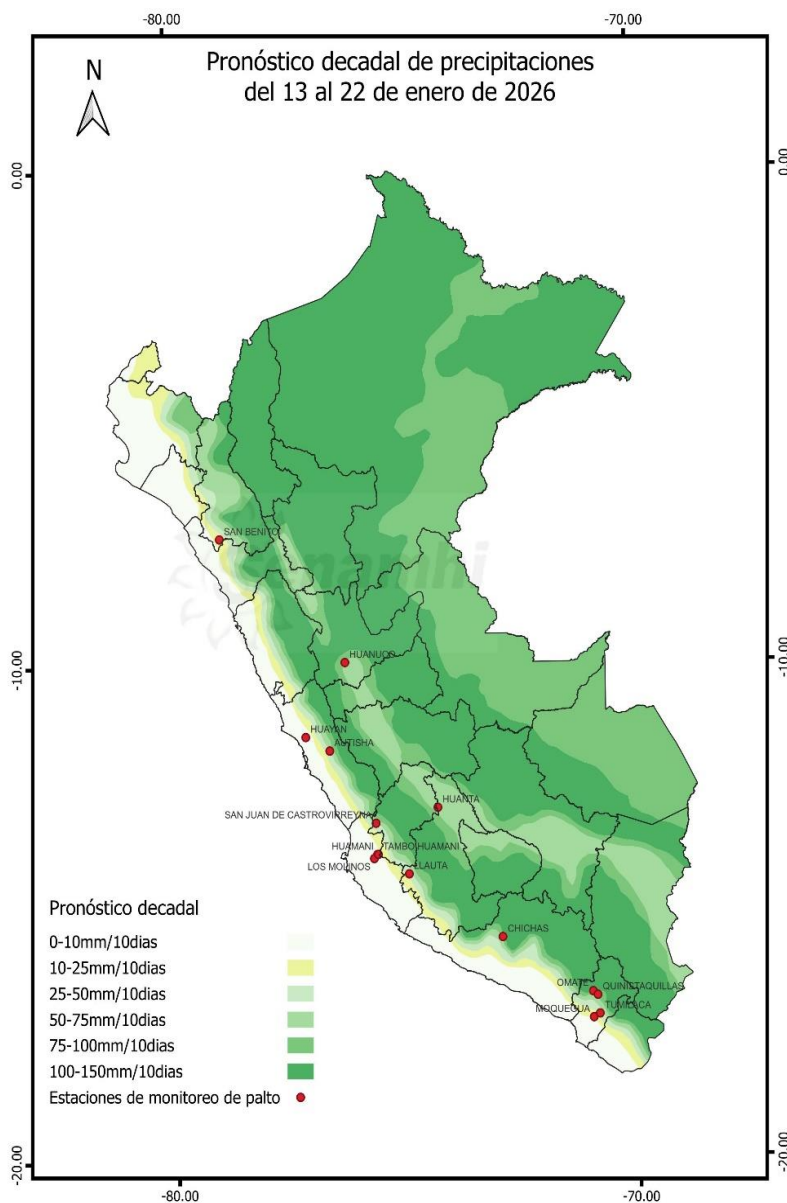 -80.00
-70.00
Pronóstico decadal de precipitaciones
del 13 al 22 de enero de 2026
N
0.00
0.00
SAN BENITO
senamhi
HUANUCO
-10.00
-10.00
HUAYAN
AUTISHA
HUANTA
SAN JUAN DE CASTROVIRREYNA
HUAMANI
TAMBO HUAMANI
LOS MOLINOS
LLAUTA
CHICHAS
OMATE
QUINISTAQUILLAS
MOQUEGUA
TUMILACA
Pronóstico decadal
0-10mm/10dias
10-25mm/10dias
25-50mm/10dias
50-75mm/10dias
75-100mm/10dias
100-150mm/10dias
Estaciones de monitoreo de palto
-20.00
-20.00
-80.00
-70.00